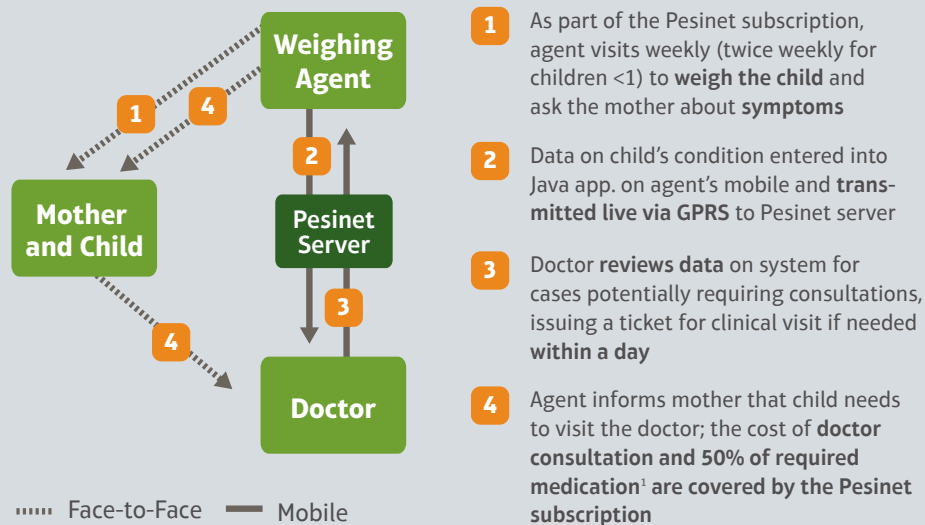 Weighing
Agent
1
4
2
Mother
and Child
Pesinet
Server
3
4
Doctor
Face-to-Face
Mobile
1
As part of the Pesinet subscription,
agent visits weekly (twice weekly for
children <1) to weigh the child and
ask the mother about symptoms
2
Data on child’s condition entered into
Java app. on agent’s mobile and trans-
mitted live via GPRS to Pesinet server
3
Doctor reviews data on system for
cases potentially requiring consultations,
issuing a ticket for clinical visit if needed
within a day
4
Agent informs mother that child needs
to visit the doctor; the cost of doctor
consultation and 50% of required
medication¹ are covered by the Pesinet
subscription